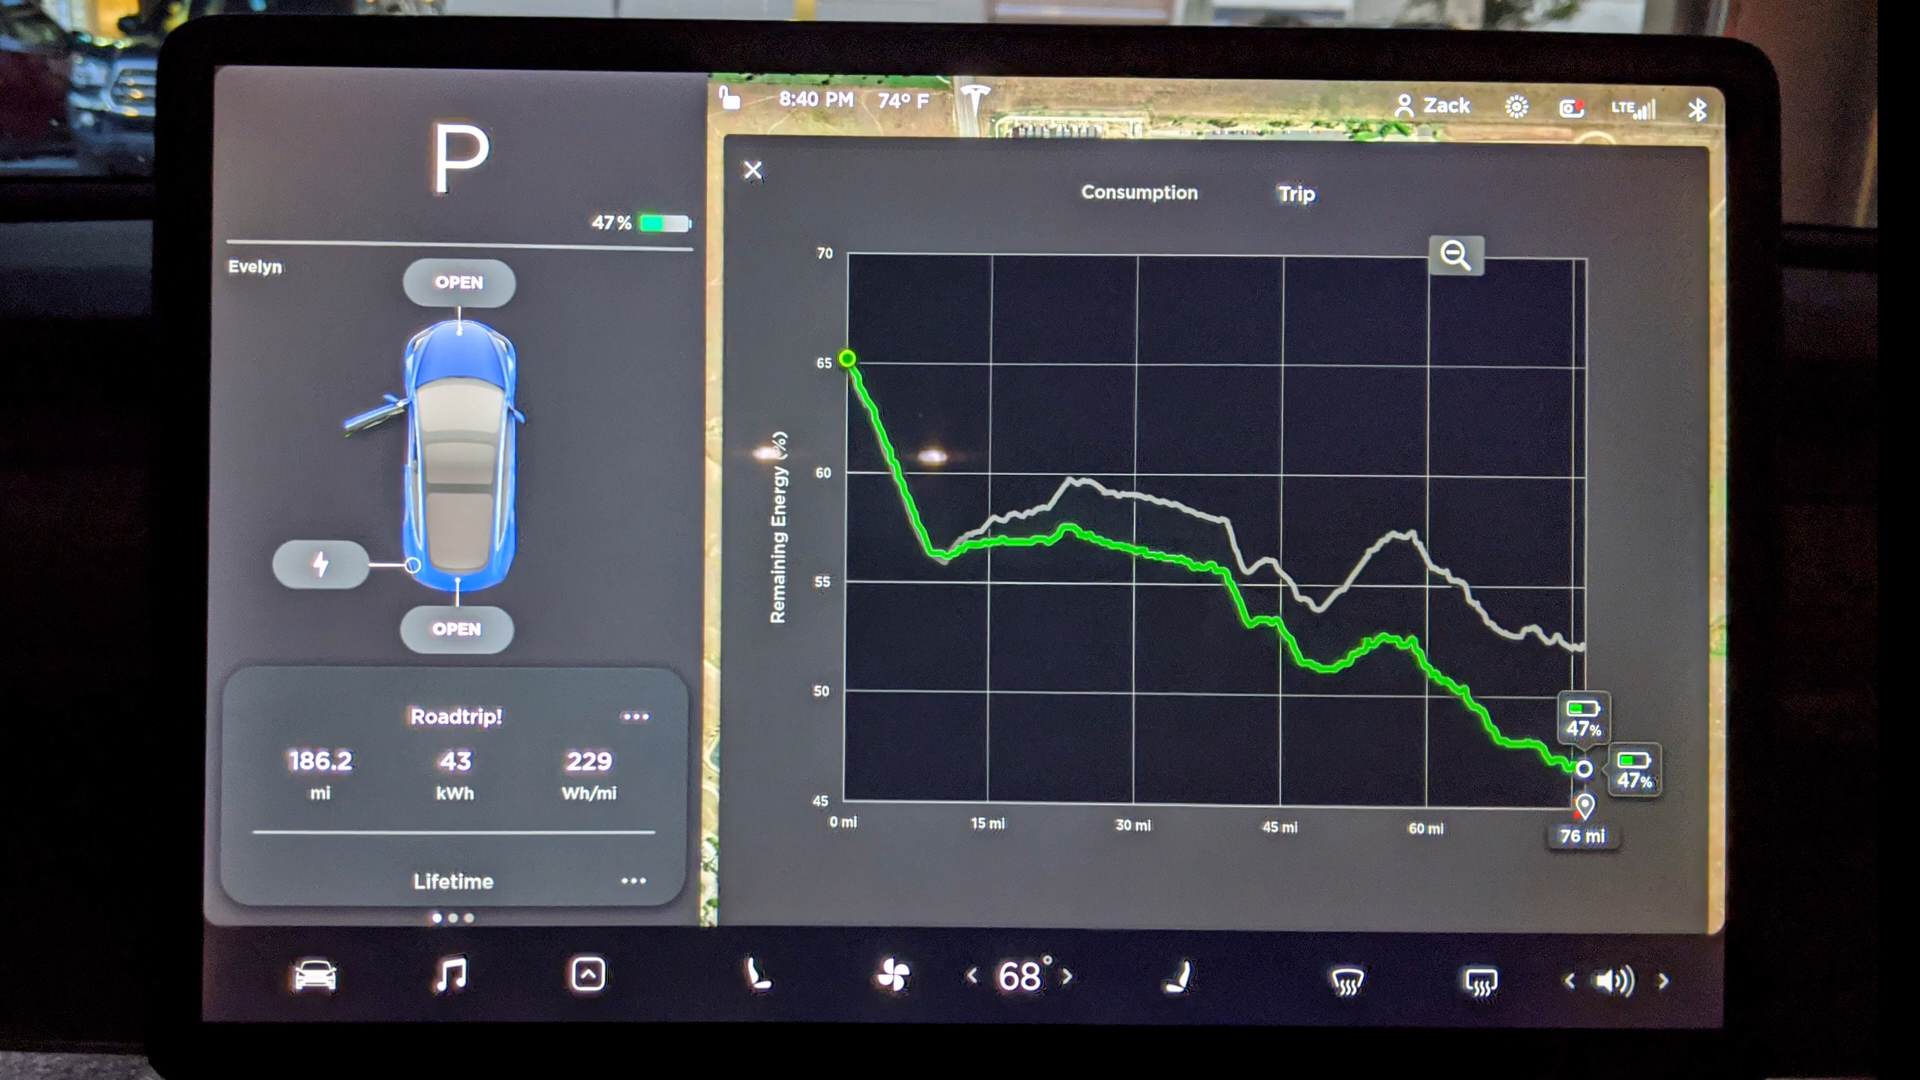 P
47%
Evelyn
OPEN
OPEN
Roadtrip!
186.2
43
229
mi
kWh
Wh/mi
Lifetime
8:40 PM
74° F
Zack
LTE
Consumption
Trip
Remaining Energy (%)
70
65
60
55
50
45
0 mi
15 mi
30 mi
45 mi
60 mi
76 mi
47%
47%
68°